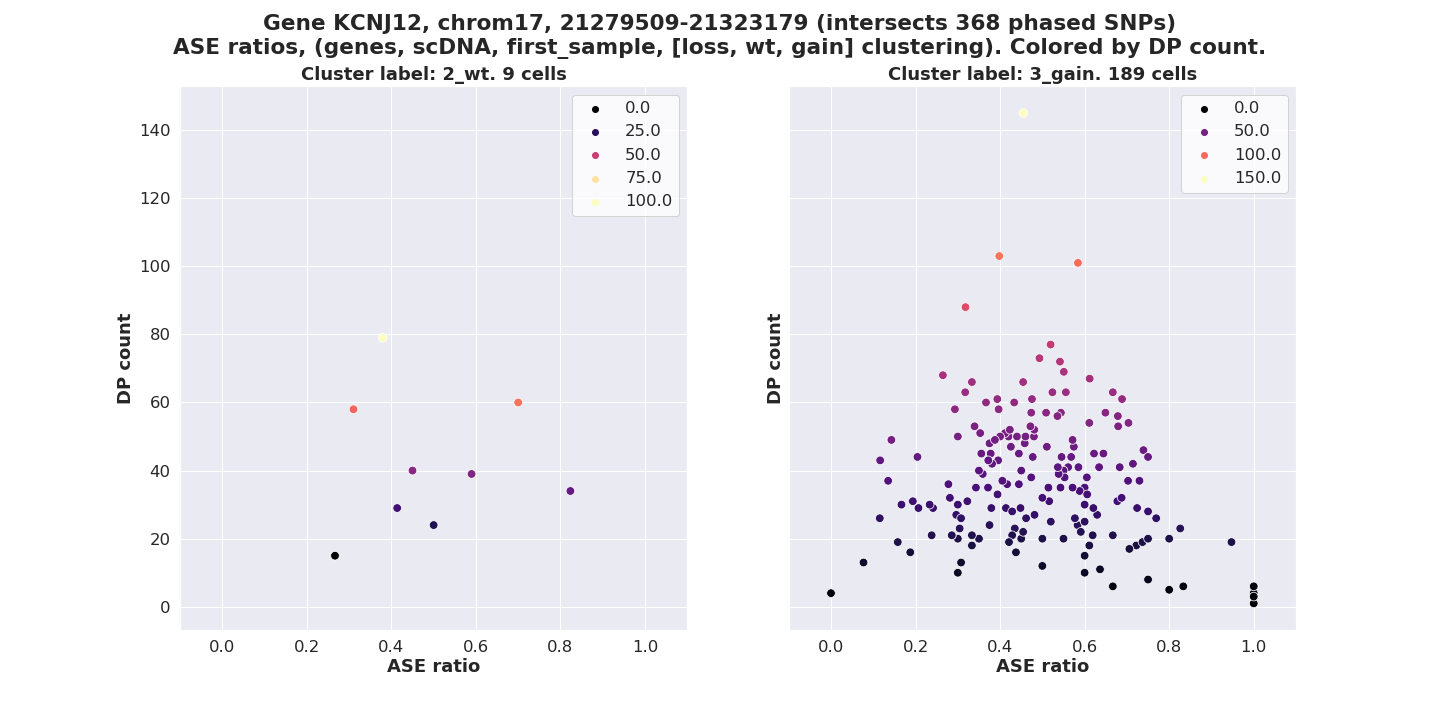 Gene KCNJ12, chrom17, 21279509-21323179 (intersects 368 phased SNPs)
ASE ratios, (genes, scDNA, first_sample, [loss, wt, gain] clustering). Colored by DP count.
Cluster label: 2_wt. 9 cells
0.0
25.0
50.0
75.0
100.0
140
120
100
80
60
40
20
0
DP count
0.0 0.2 0.4 0.6 0.8 1.0
ASE ratio
Cluster label: 3_gain. 189 cells
0.0
50.0
100.0
150.0
DP count
0.0 0.2 0.4 0.6 0.8 1.0
ASE ratio